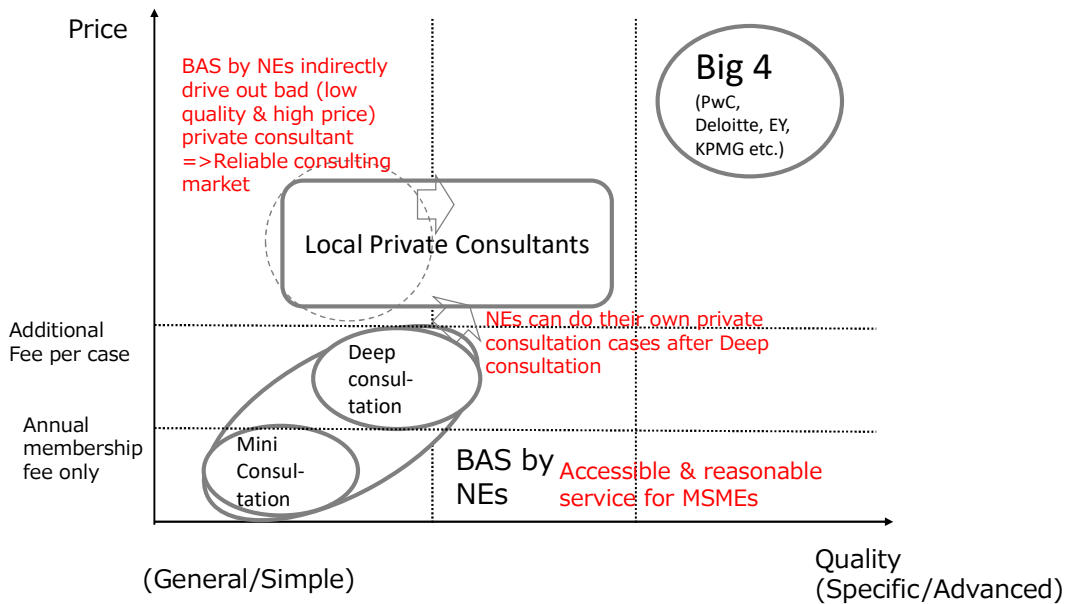 Price
BAS by NEs indirectly
drive out bad (low
quality & high price)
private consultant
=>Reliable consulting
market
Big 4
(PwC,
Deloitte, EY,
KPMG etc.)
Local Private Consultants
Additional
Fee per case
NEs can do their own private
consultation cases after Deep
consultation
Deep
consul-
tation
Annual
membership
fee only
Mini
Consul-
tation
BAS by
NEs
Accessible & reasonable
service for MSMEs
(General/Simple)
Quality
(Specific/Advanced)